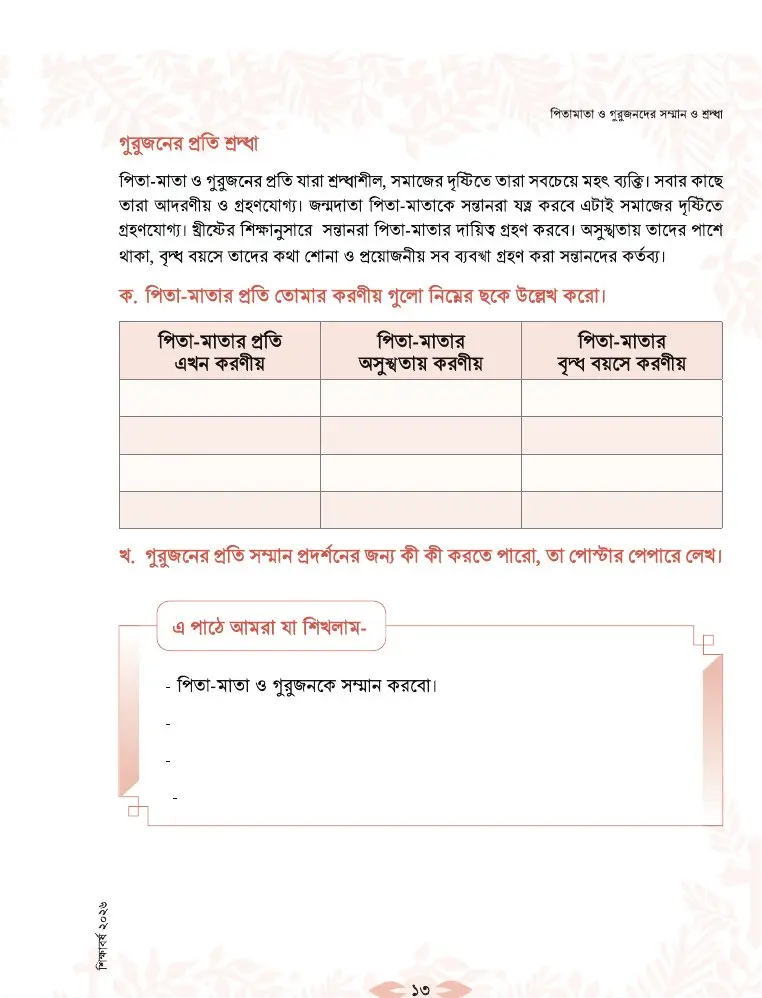 পিতামাতা ও গুরুজনদের সম্মান ও শ্রদ্ধা
গুরুজনের প্রতি শ্রদ্ধা
পিতা-মাতা ও গুরুজনের প্রতি যারা শ্রদ্ধাশীল, সমাজের দৃষ্টিতে তারা সবচেয়ে মহৎ ব্যক্তি। সবার কাছে
তারা আদরণীয় ও গ্রহণযোগ্য। জন্মদাতা পিতা-মাতাকে সন্তানরা যত্ন করবে এটাই সমাজের দৃষ্টিতে
গ্রহণযোগ্য। খ্রীষ্টের শিক্ষানুসারে সন্তানরা পিতা-মাতার দায়িত্ব গ্রহণ করবে। অসুস্থতায় তাদের পাশে
থাকা, বৃদ্ধ বয়সে তাদের কথা শোনা ও প্রয়োজনীয় সব ব্যবস্থা গ্রহণ করা সন্তানদের কর্তব্য।
ক. পিতা-মাতার প্রতি তোমার করণীয় গুলো নিম্নের ছকে উল্লেখ করো।
পিতা-মাতার প্রতি
এখন করণীয়
পিতা-মাতার
অসুস্থতায় করণীয়
পিতা-মাতার
বৃদ্ধ বয়সে করণীয়
খ. গুরুজনের প্রতি সম্মান প্রদর্শনের জন্য কী কী করতে পারো, তা পোস্টার পেপারে লেখ।
এ পাঠে আমরা যা শিখলাম-
- পিতা-মাতা ও গুরুজনকে সম্মান করবো।
-
-
-
শিক্ষাবর্ষ ২০২৬
১৩